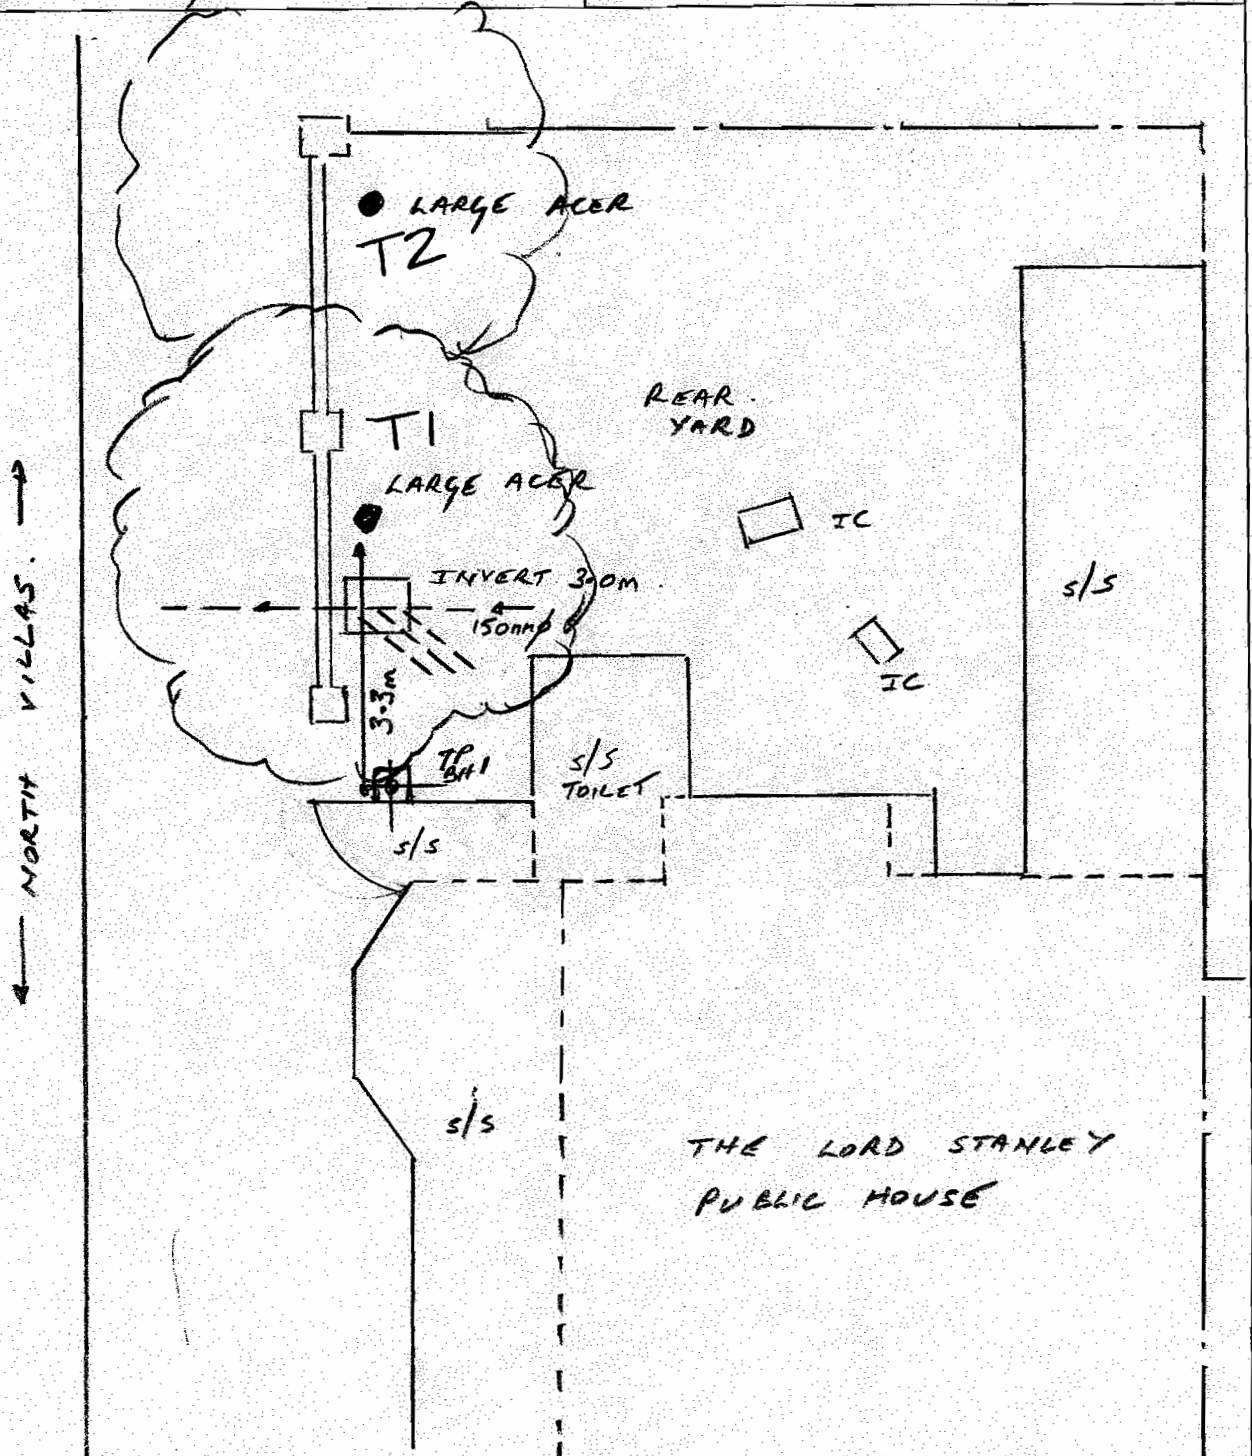 LARGE ACER
T2
REAR.
YARD
T1
LARGE ACER
IC
INVERT 3.0m
150mmø
IC
S/S
3.3m
TP
BH1
S/S
TOILET
S/S
← NORTH VILLAS. →
S/S
THE LORD STANLEY
PUBLIC HOUSE